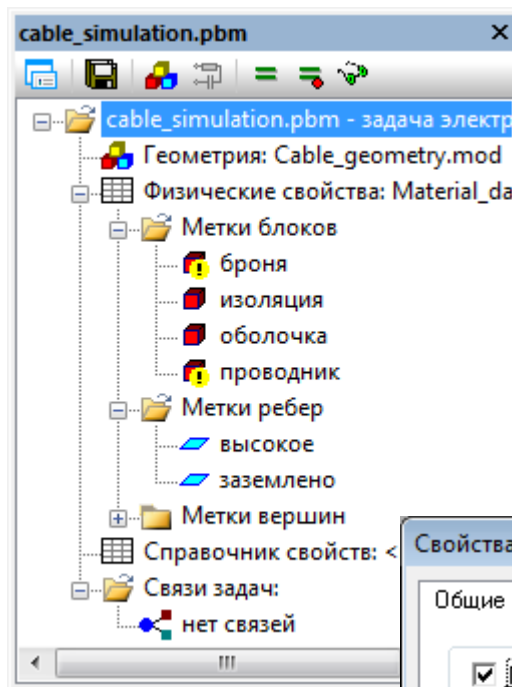 cable_simulation.pbm
cable_simulation.pbm - задача электр
Геометрия: Cable_geometry.mod
Физические свойства: Material_da
Метки блоков
броня
изоляция
оболочка
проводник
Метки ребер
высокое
заземлено
Метки вершин
Справочник свойств: <
Свойства
Связи задач:
Общие
нет связей